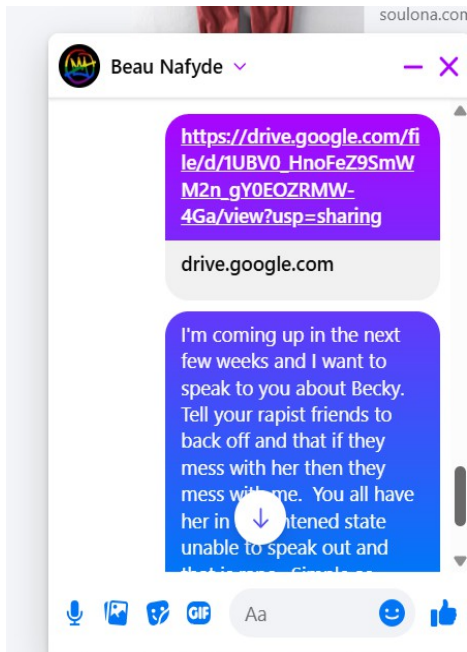 soulona.com
Beau Nafyde
https://drive.google.com/fi
le/d/1UBV0_HnoFeZ9SmW
M2n_gY0EOZRMW-
4Ga/view?usp=sharing
drive.google.com
I'm coming up in the next
few weeks and I want to
speak to you about Becky.
Tell your rapist friends to
back off and that if they
mess with her then they
mess with me. You all have
her in
unable to speak out and
that is rape. Simple as
GIF
Aa